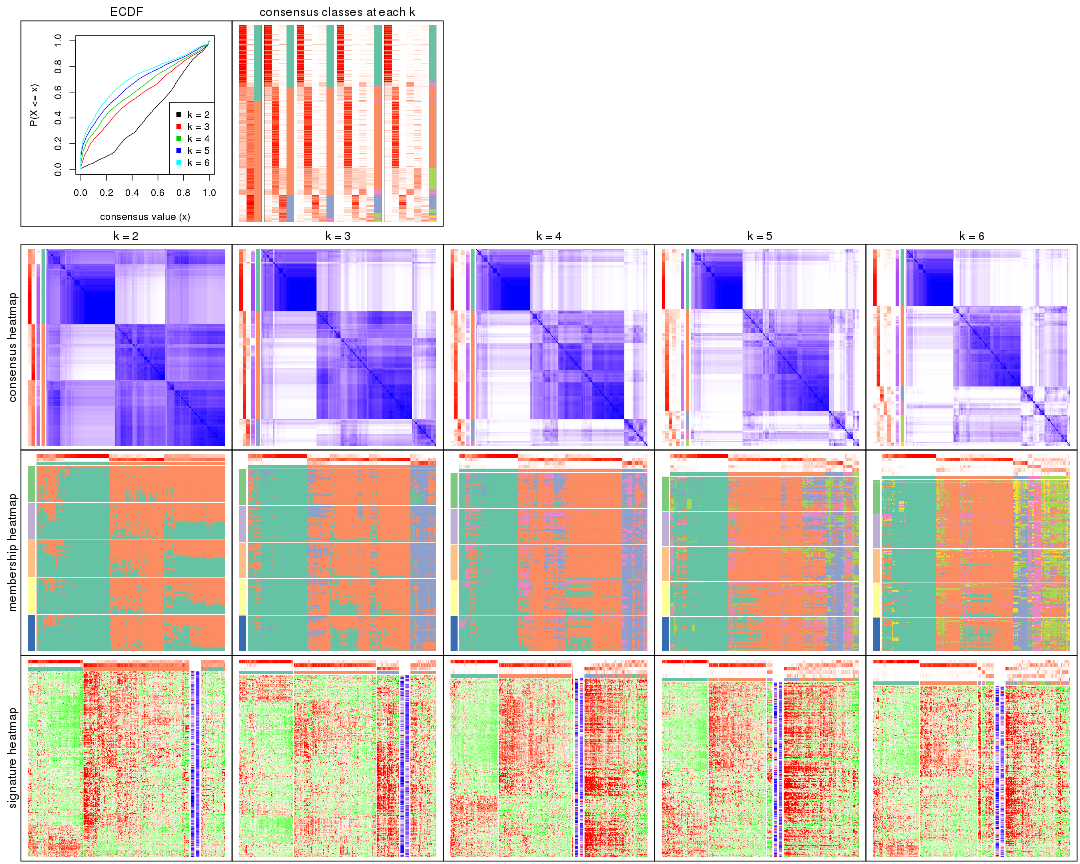 ECDF
consensus classes at each k
P(X <= x)
0.0
0.2
0.4
0.6
0.8
1.0
k = 2
k = 3
k = 4
k = 5
k = 6
0.0 0.2 0.4 0.6 0.8 1.0
consensus value (x)
k = 2
k = 3
k = 4
k = 5
k = 6
consensus heatmap
membership heatmap
signature heatmap